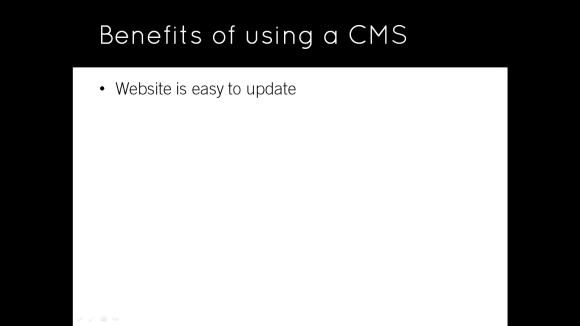 Benefits of using a CMS
• Website is easy to update